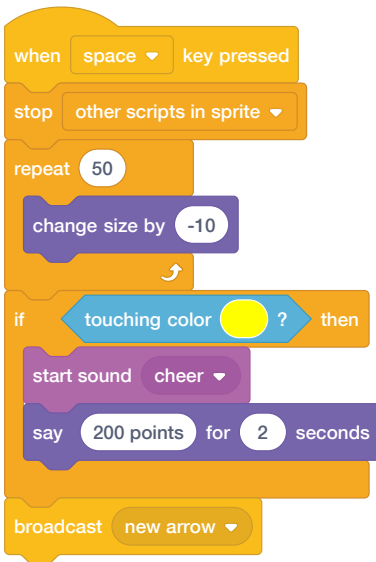 when space key pressed
stop other scripts in sprite
repeat 50
change size by -10
if touching color ? then
start sound cheer
say 200 points for 2 seconds
broadcast new arrow